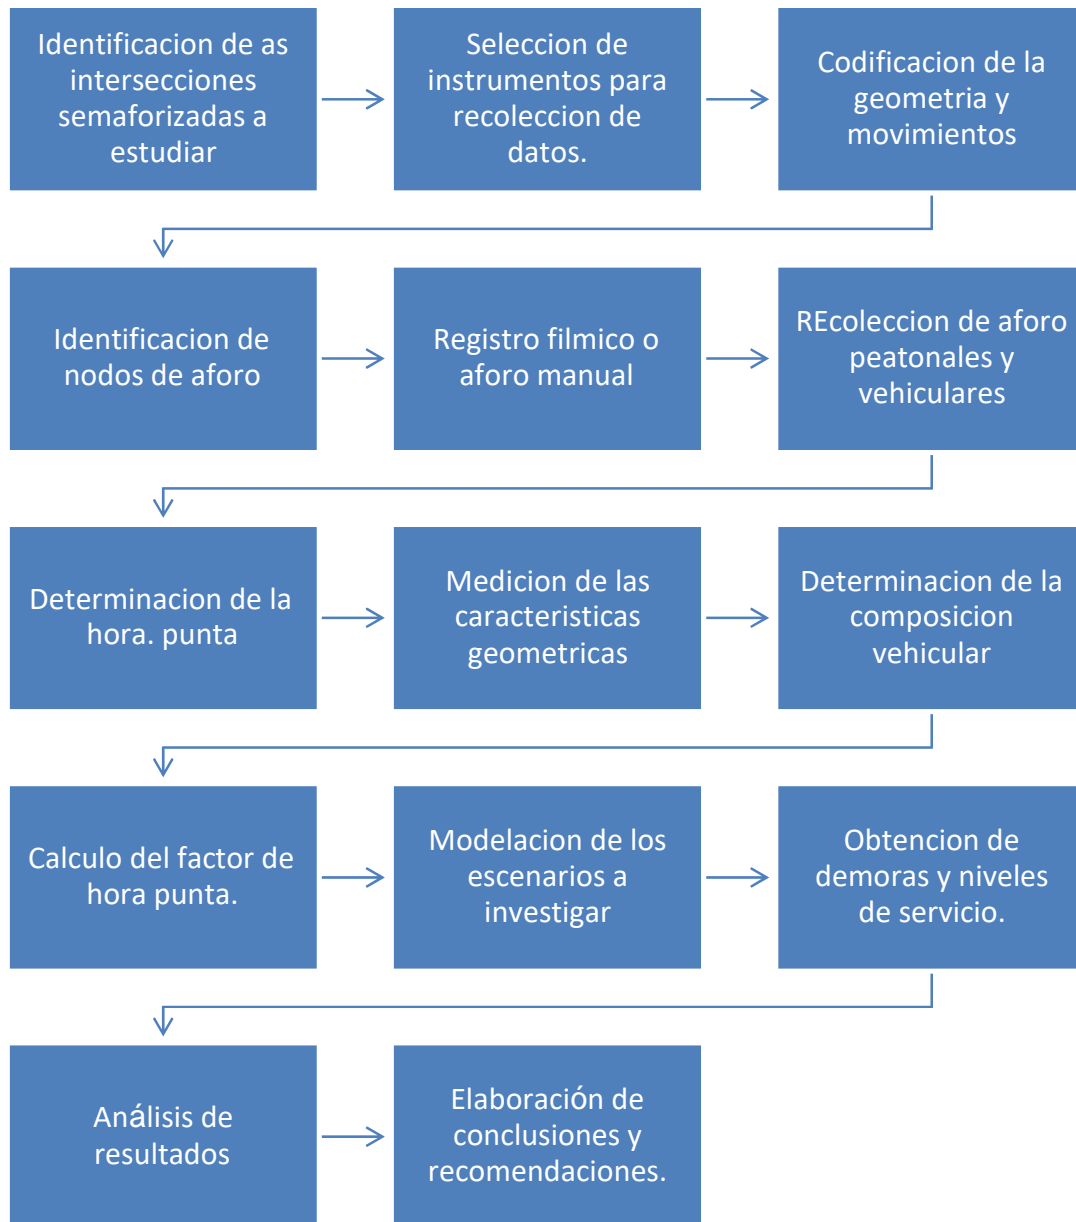 Identificacion de as
intersecciones
semaforizadas a
estudiar
Seleccion de
instrumentos para
recoleccion de
datos.
Codificacion de la
geometria y
movimientos
Identificacion de
nodos de aforo
Registro filmico o
aforo manual
REcoleccion de aforo
peatonales y
vehiculares
Determinacion de la
hora. punta
Medicion de las
caracteristicas
geometricas
Determinacion de la
composicion
vehicular
Calculo del factor de
hora punta.
Modelacion de los
escenarios a
investigar
Obtencion de
demoras y niveles
de servicio.
Análisis de
resultados
Elaboración de
conclusiones y
recomendaciones.